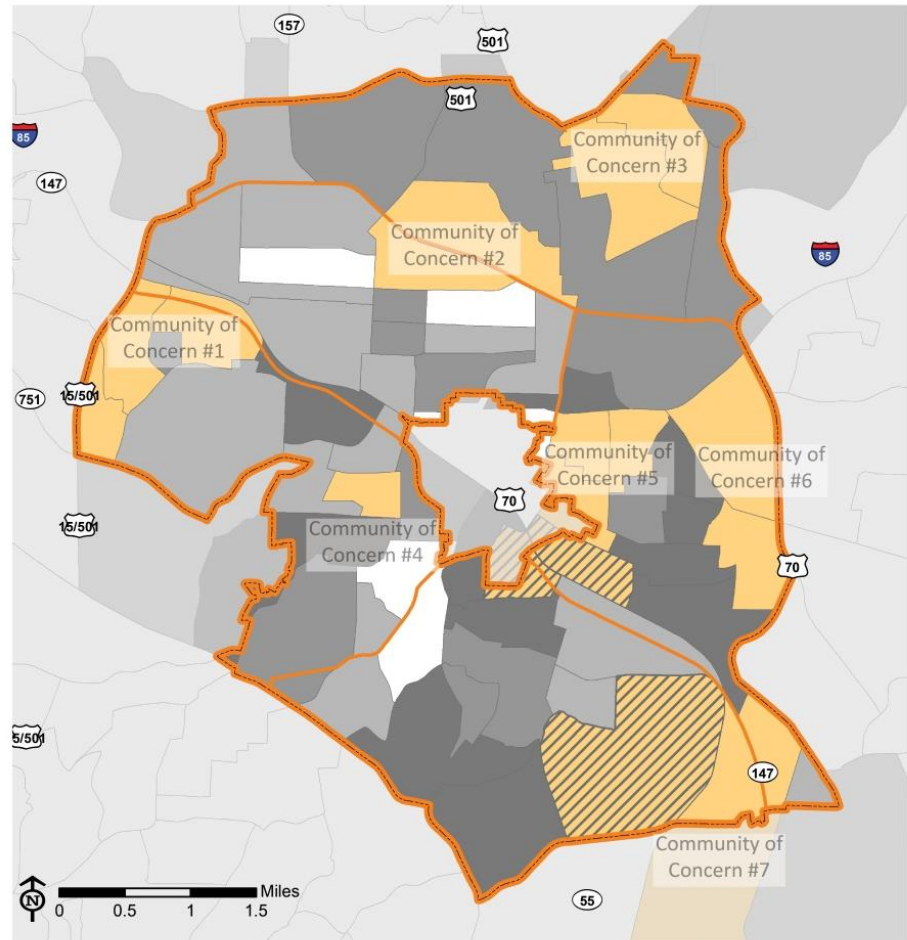 157
501
501
85
Community of
Concern #3
147
Community of
Concern #2
85
Community of
Concern #1
15/501
751
Community of
Concern #5
Community of
Concern #6
70
15/501
Community of
Concern #4
70
5/501
147
Community of
Concern #7
N
Miles
0 0.5 1 1.5
55